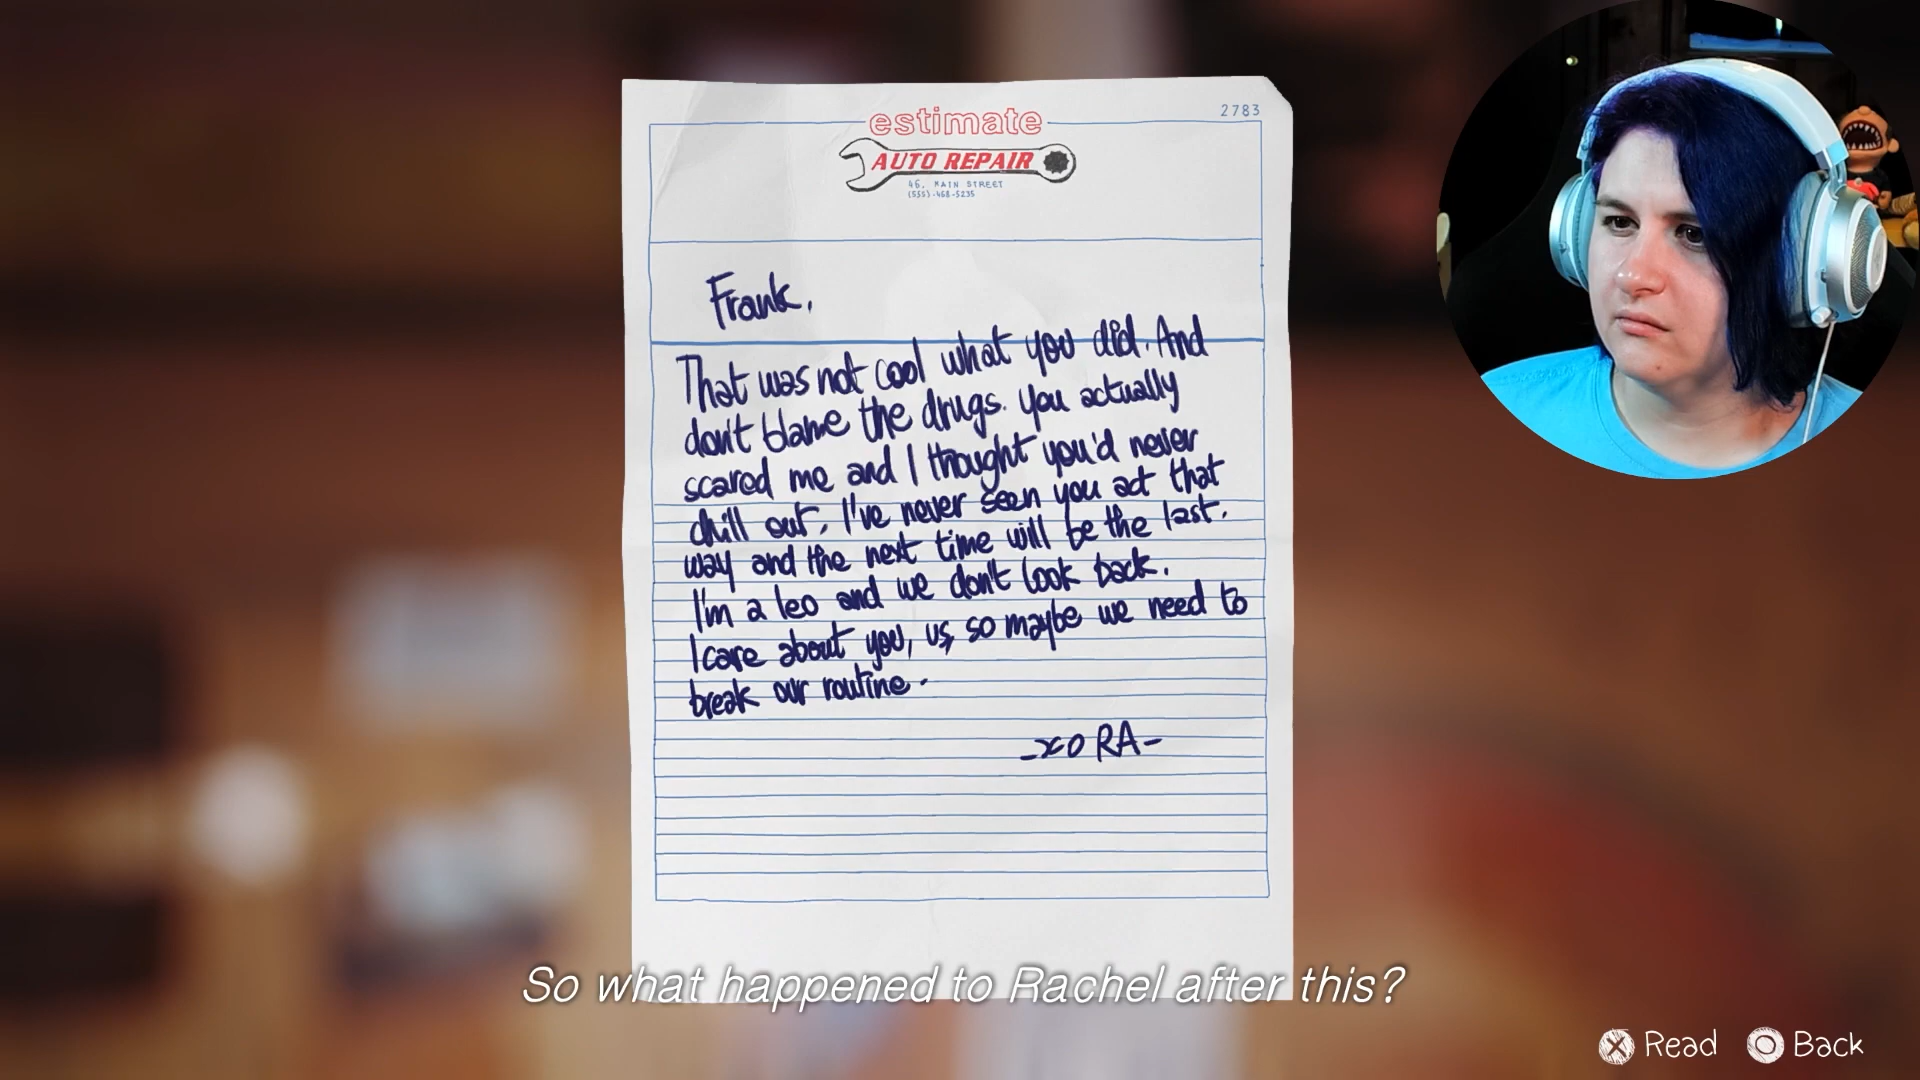 2783
estimate
AUTO REPAIR
46, MAIN STREET
(555)-468-5235
Frank,
That was not cool what you did. And
don't blame the drugs. You actually
scared me and I thought you'd never
chill out. I've never seen you act that
way and the next time will be the last.
I'm a leo and we don't look back.
I care about you, us, so maybe we need to
break our routine.
-xo RA-
So what happened to Rachel after this?
Read Back